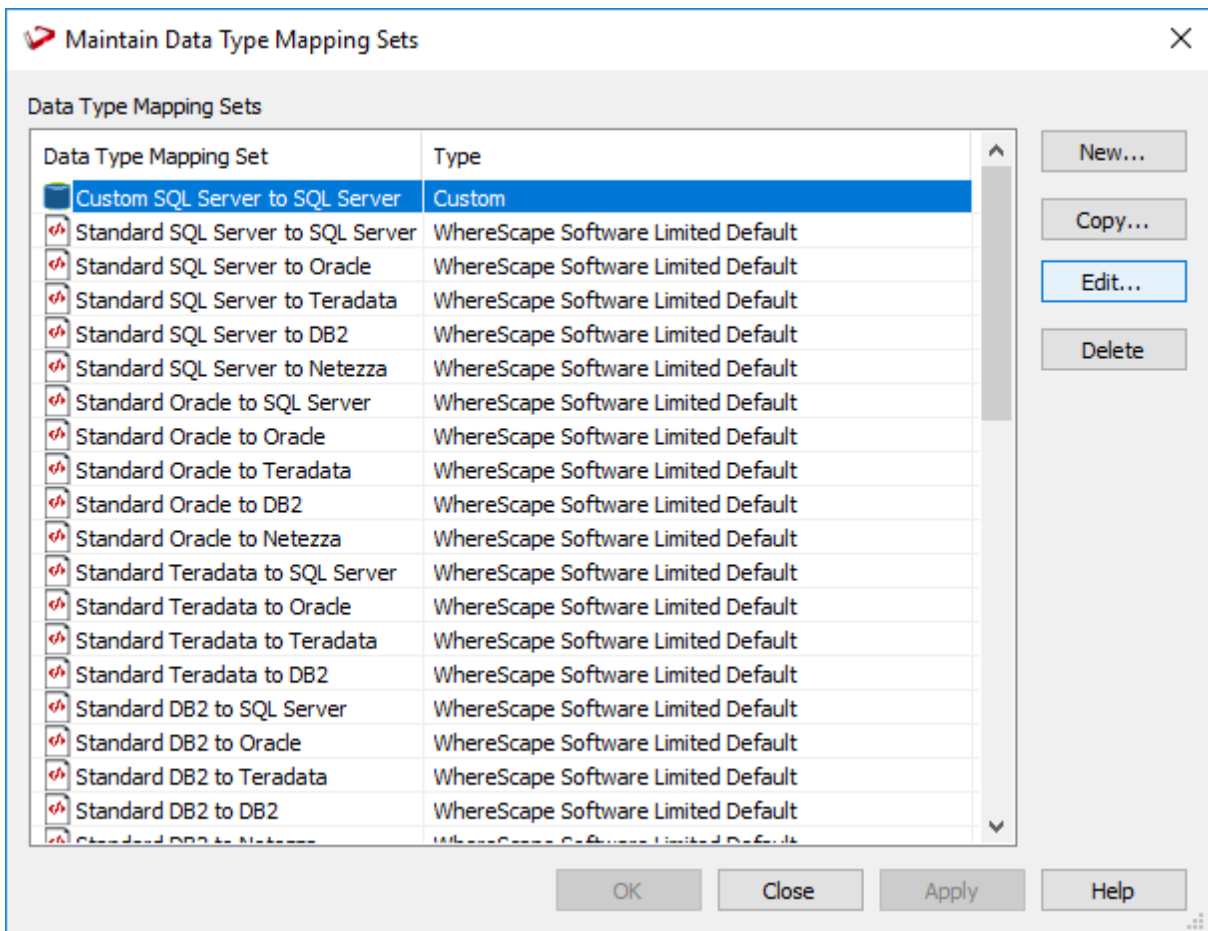 Maintain Data Type Mapping Sets
Data Type Mapping Sets
Data Type Mapping Set Type
Custom SQL Server to SQL Server Custom
Standard SQL Server to SQL Server WhereScape Software Limited Default
Standard SQL Server to Oracle WhereScape Software Limited Default
Standard SQL Server to Teradata WhereScape Software Limited Default
Standard SQL Server to DB2 WhereScape Software Limited Default
Standard SQL Server to Netezza WhereScape Software Limited Default
Standard Oracle to SQL Server WhereScape Software Limited Default
Standard Oracle to Oracle WhereScape Software Limited Default
Standard Oracle to Teradata WhereScape Software Limited Default
Standard Oracle to DB2 WhereScape Software Limited Default
Standard Oracle to Netezza WhereScape Software Limited Default
Standard Teradata to SQL Server WhereScape Software Limited Default
Standard Teradata to Oracle WhereScape Software Limited Default
Standard Teradata to Teradata WhereScape Software Limited Default
Standard Teradata to DB2 WhereScape Software Limited Default
Standard DB2 to SQL Server WhereScape Software Limited Default
Standard DB2 to Oracle WhereScape Software Limited Default
Standard DB2 to Teradata WhereScape Software Limited Default
Standard DB2 to DB2 WhereScape Software Limited Default
New...
Copy...
Edit...
Delete
OK Close Apply Help